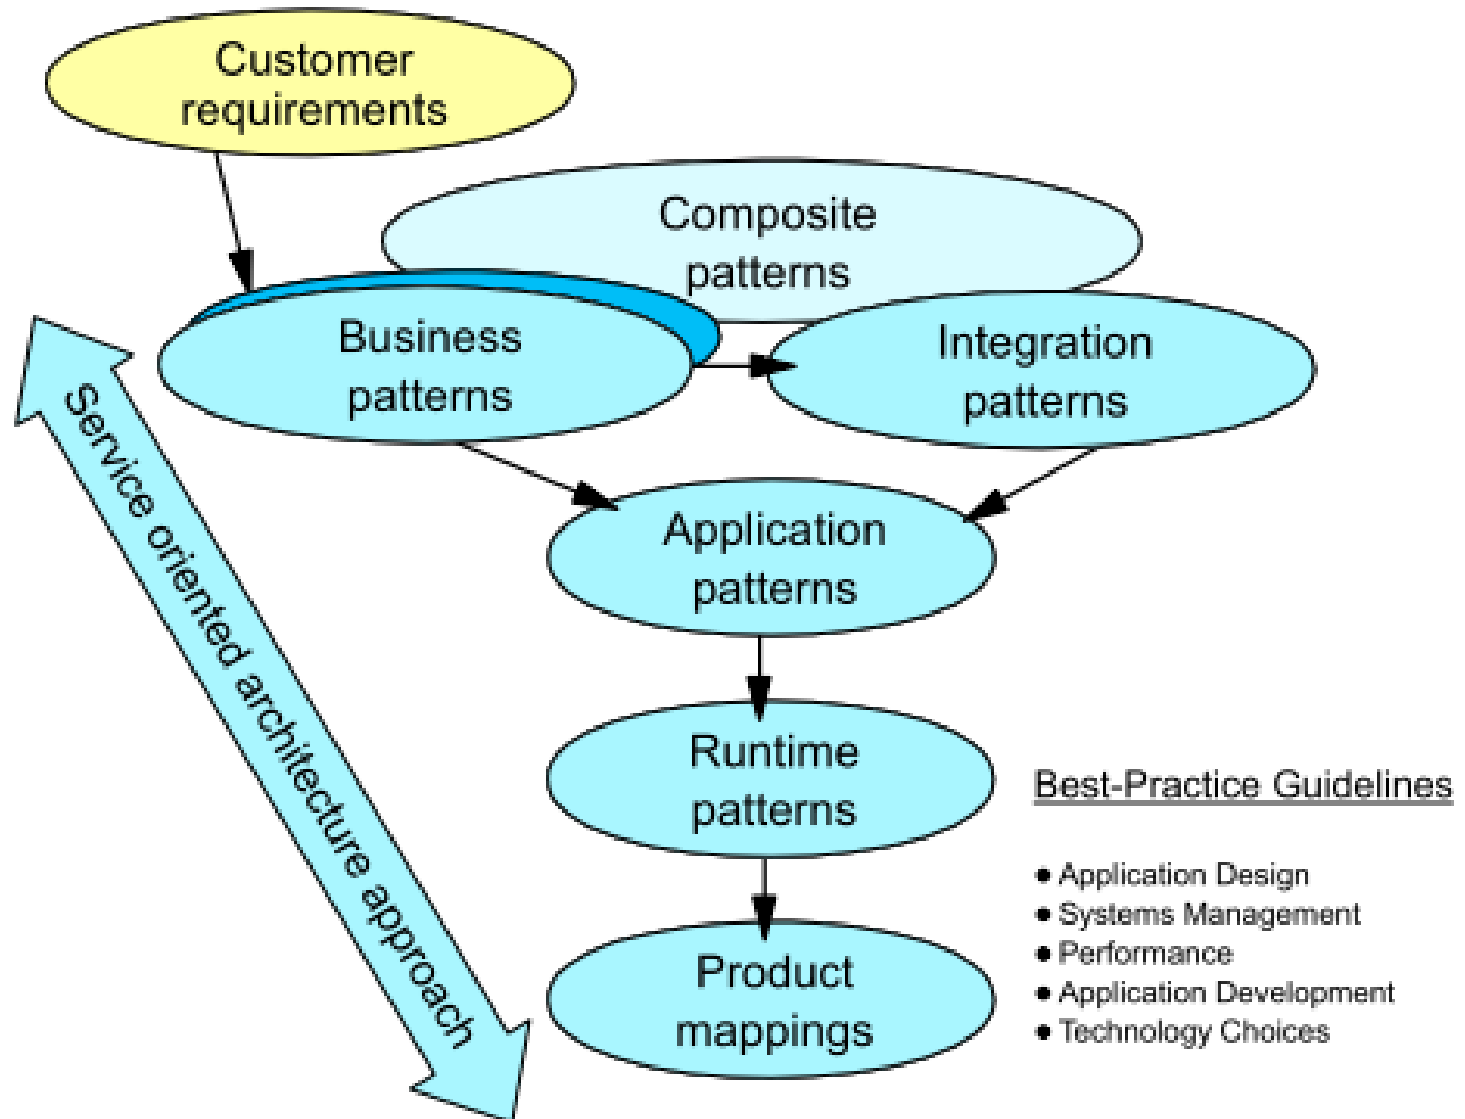 Customer
requirements
Composite
patterns
Business
patterns
Integration
patterns
Service oriented architecture approach
Application
patterns
Runtime
patterns
Best-Practice Guidelines
● Application Design
● Systems Management
● Performance
● Application Development
● Technology Choices
Product
mappings